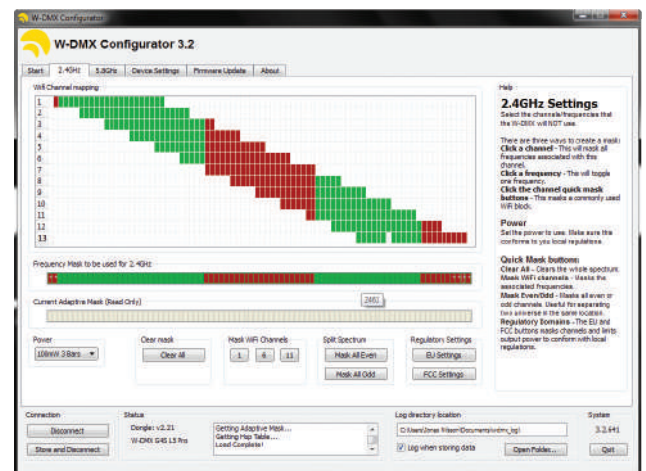 W-DMX Configurator
W-DMX Configurator 3.2
Start
2.4GHz
5.8GHz
Device Settings
Firmware Update
About
Wifi Channel mapping
1
2
3
4
5
6
7
8
9
10
11
12
13
Frequency Mask to be used for 2.4GHz
Current Adaptive Mask (Read Only)
2461
Power
100mW 3 Bars
Clear mask
Clear All
Mask WiFi Channels
1
6
11
Split Spectrum
Mask All Even
Mask All Odd
Regulatory Settings
EU Settings
FCC Settings
Help
2.4GHz Settings
Select the channels/frequencies that
the W-DMX will NOT use.
There are three ways to create a mask:
Click a channel - This will mask all
frequencies associated with this
channel.
Click a frequency - This will toggle
one frequency.
Click the channel quick mask
buttons - This masks a commonly used
WiFi block.
Power
Set the power to use. Make sure this
conforms to you local regulations.
Quick Mask buttons:
Clear All - Clears the whole spectrum.
Mask WiFi channels - Masks the
associated frequencies.
Mask Even/Odd - Masks all even or
odd channels. Useful for separating
two universe in the same location.
Regulatory Domains - The EU and
FCC buttons masks channels and limits
output power to conform with local
regulations.
Connection
Disconnect
Store and Disconnect
Status
Dongle: v2.21
W-DMX G4S LS Pro
Getting Adaptive Mask...
Getting Hop Table...
Load Complete!
Log directory location
C:\Users\Jonas Nilsson\Documents\wdmx_log\
Log when storing data
Open Folder...
System
3.2.641
Quit